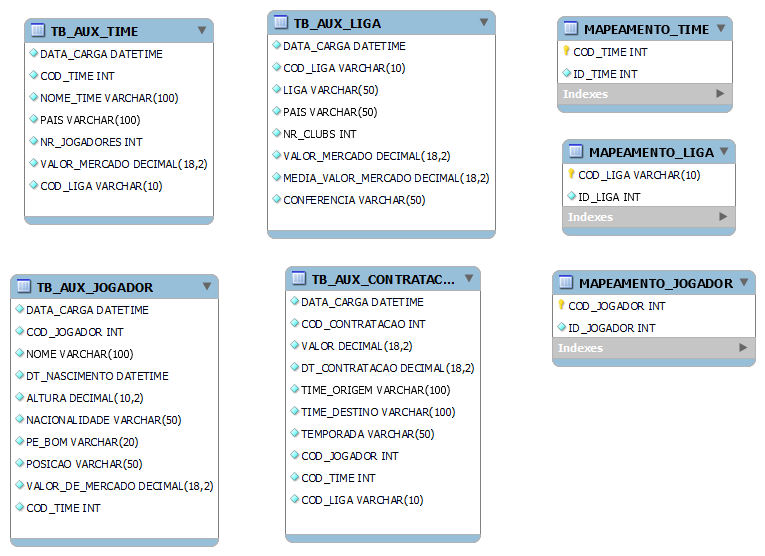 TB_AUX_TIME
DATA_CARGA DATETIME
COD_TIME INT
NOME_TIME VARCHAR(100)
PAIS VARCHAR(100)
NR_JOGADORES INT
VALOR_MERCADO DECIMAL(18,2)
COD_LIGA VARCHAR(10)
TB_AUX_LIGA
DATA_CARGA DATETIME
COD_LIGA VARCHAR(10)
LIGA VARCHAR(50)
PAIS VARCHAR(50)
NR_CLUBS INT
VALOR_MERCADO DECIMAL(18,2)
MEDIA_VALOR_MERCADO DECIMAL(18,2)
CONFERENCIA VARCHAR(50)
MAPEAMENTO_TIME
COD_TIME INT
ID_TIME INT
Indexes
MAPEAMENTO_LIGA
COD_LIGA VARCHAR(10)
ID_LIGA INT
Indexes
TB_AUX_JOGADOR
DATA_CARGA DATETIME
COD_JOGADOR INT
NOME VARCHAR(100)
DT_NASCIMENTO DATETIME
ALTURA DECIMAL(10,2)
NACIONALIDADE VARCHAR(50)
PE_BOM VARCHAR(20)
POSICAO VARCHAR(50)
VALOR_DE_MERCADO DECIMAL(18,2)
COD_TIME INT
TB_AUX_CONTRATAC...
DATA_CARGA DATETIME
COD_CONTRATACAO INT
VALOR DECIMAL(18,2)
DT_CONTRATACAO DECIMAL(18,2)
TIME_ORIGEM VARCHAR(100)
TIME_DESTINO VARCHAR(100)
TEMPORADA VARCHAR(50)
COD_JOGADOR INT
COD_TIME INT
COD_LIGA VARCHAR(10)
MAPEAMENTO_JOGADOR
COD_JOGADOR INT
ID_JOGADOR INT
Indexes